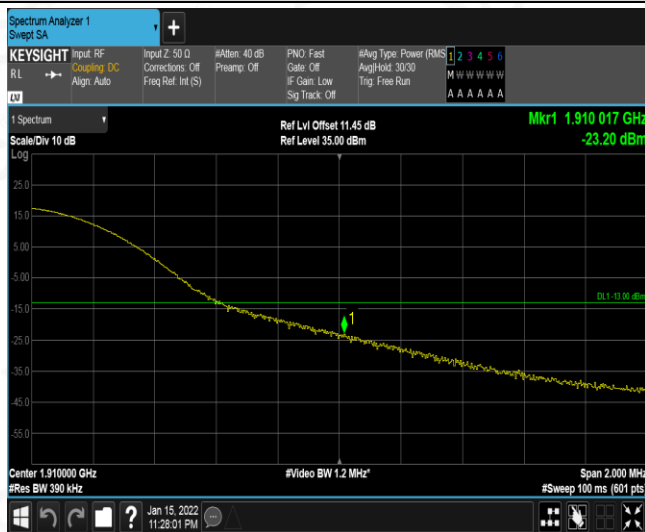 Spectrum Analyzer 1
Swept SA
+
KEYSIGHT
RL
LXI
Input: RF
Coupling: DC
Align: Auto
Input Z: 50 Ω
Corrections: Off
Freq Ref: Int (S)
#Atten: 40 dB
Preamp: Off
PNO: Fast
Gate: Off
IF Gain: Low
Sig Track: Off
#Avg Type: Power (RMS
Avg|Hold: 30/30
Trig: Free Run
1 2 3 4 5 6
M W W W W W
A A A A A A
1 Spectrum
Scale/Div 10 dB
Log
Ref Lvl Offset 11.45 dB
Ref Level 35.00 dBm
Mkr1 1.910 017 GHz
-23.20 dBm
25.0
15.0
5.00
-5.00
-15.0
-25.0
-35.0
-45.0
-55.0
DL1 -13.00 dBm
1
Center 1.910000 GHz
#Res BW 390 kHz
#Video BW 1.2 MHz*
Span 2.000 MHz
#Sweep 100 ms (601 pts)
?
Jan 15, 2022
11:28:01 PM